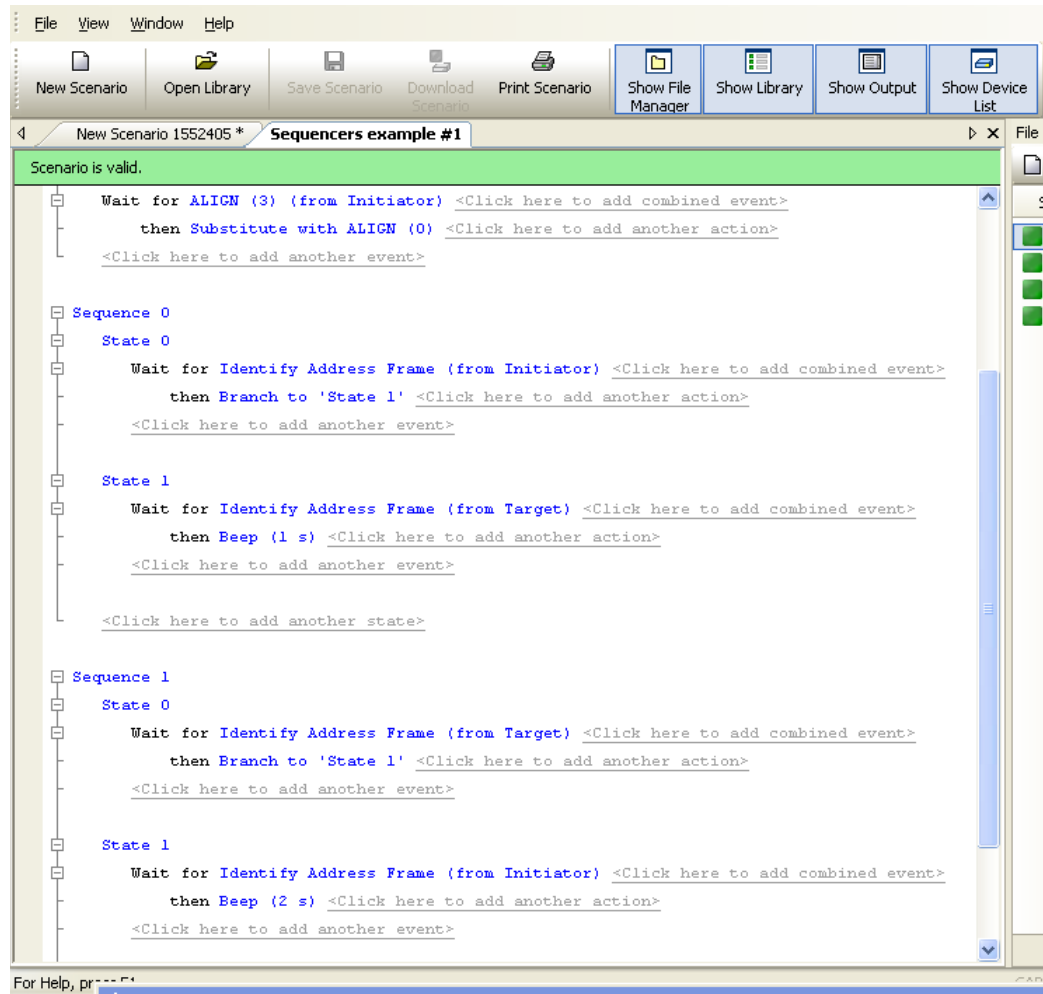 File View Window Help
New Scenario Open Library Save Scenario Download Scenario Print Scenario Show File Manager Show Library Show Output Show Device List
New Scenario 1552405 * Sequencers example #1 File
Scenario is valid.
Wait for ALIGN (3) (from Initiator) <Click here to add combined event>
then Substitute with ALIGN (0) <Click here to add another action>
<Click here to add another event>
Sequence 0
State 0
Wait for Identify Address Frame (from Initiator) <Click here to add combined event>
then Branch to 'State 1' <Click here to add another action>
<Click here to add another event>
State 1
Wait for Identify Address Frame (from Target) <Click here to add combined event>
then Beep (1 s) <Click here to add another action>
<Click here to add another event>
<Click here to add another state>
Sequence 1
State 0
Wait for Identify Address Frame (from Target) <Click here to add combined event>
then Branch to 'State 1' <Click here to add another action>
<Click here to add another event>
State 1
Wait for Identify Address Frame (from Initiator) <Click here to add combined event>
then Beep (2 s) <Click here to add another action>
<Click here to add another event>
For Help,